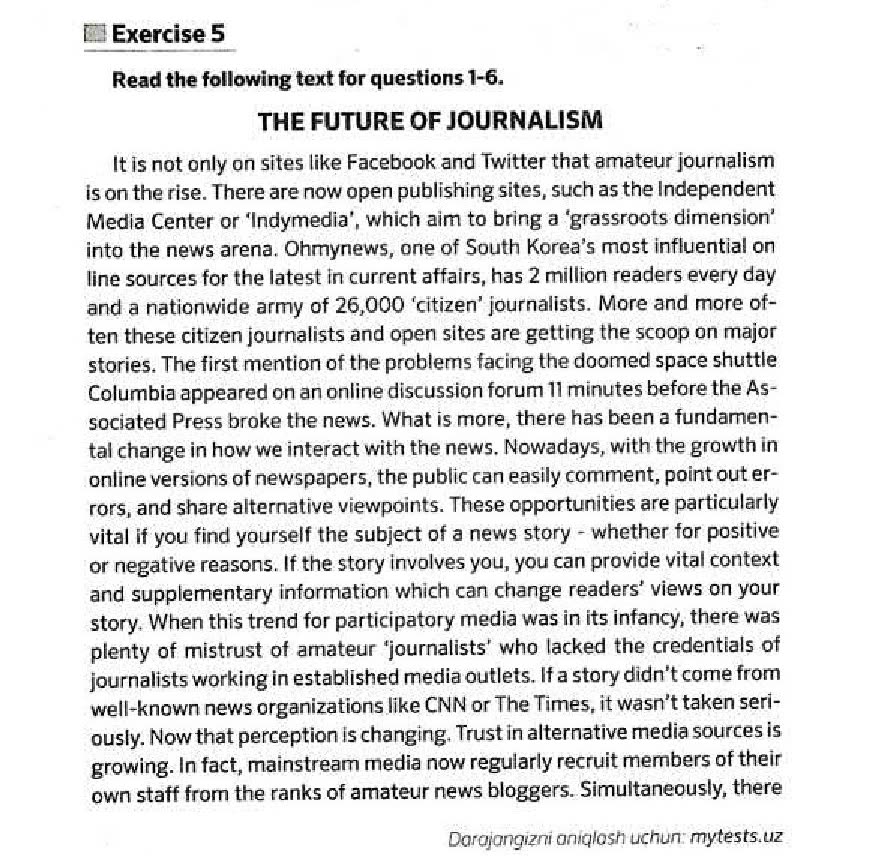 Exercise 5
Read the following text for questions 1-6.
THE FUTURE OF JOURNALISM
It is not only on sites like Facebook and Twitter that amateur journalism
is on the rise. There are now open publishing sites, such as the Independent
Media Center or 'Indymedia', which aim to bring a 'grassroots dimension'
into the news arena. Ohmynews, one of South Korea's most influential on
line sources for the latest in current affairs, has 2 million readers every day
and a nationwide army of 26,000 'citizen' journalists. More and more of-
ten these citizen journalists and open sites are getting the scoop on major
stories. The first mention of the problems facing the doomed space shuttle
Columbia appeared on an online discussion forum 11 minutes before the As-
sociated Press broke the news. What is more, there has been a fundamen-
tal change in how we interact with the news. Nowadays, with the growth in
online versions of newspapers, the public can easily comment, point out er-
rors, and share alternative viewpoints. These opportunities are particularly
vital if you find yourself the subject of a news story - whether for positive
or negative reasons. If the story involves you, you can provide vital context
and supplementary information which can change readers' views on your
story. When this trend for participatory media was in its infancy, there was
plenty of mistrust of amateur 'journalists' who lacked the credentials of
journalists working in established media outlets. If a story didn't come from
well-known news organizations like CNN or The Times, it wasn't taken seri-
ously. Now that perception is changing. Trust in alternative media sources is
growing. In fact, mainstream media now regularly recruit members of their
own staff from the ranks of amateur news bloggers. Simultaneously, there
Darajangizni aniqlash uchun: mytests.uz